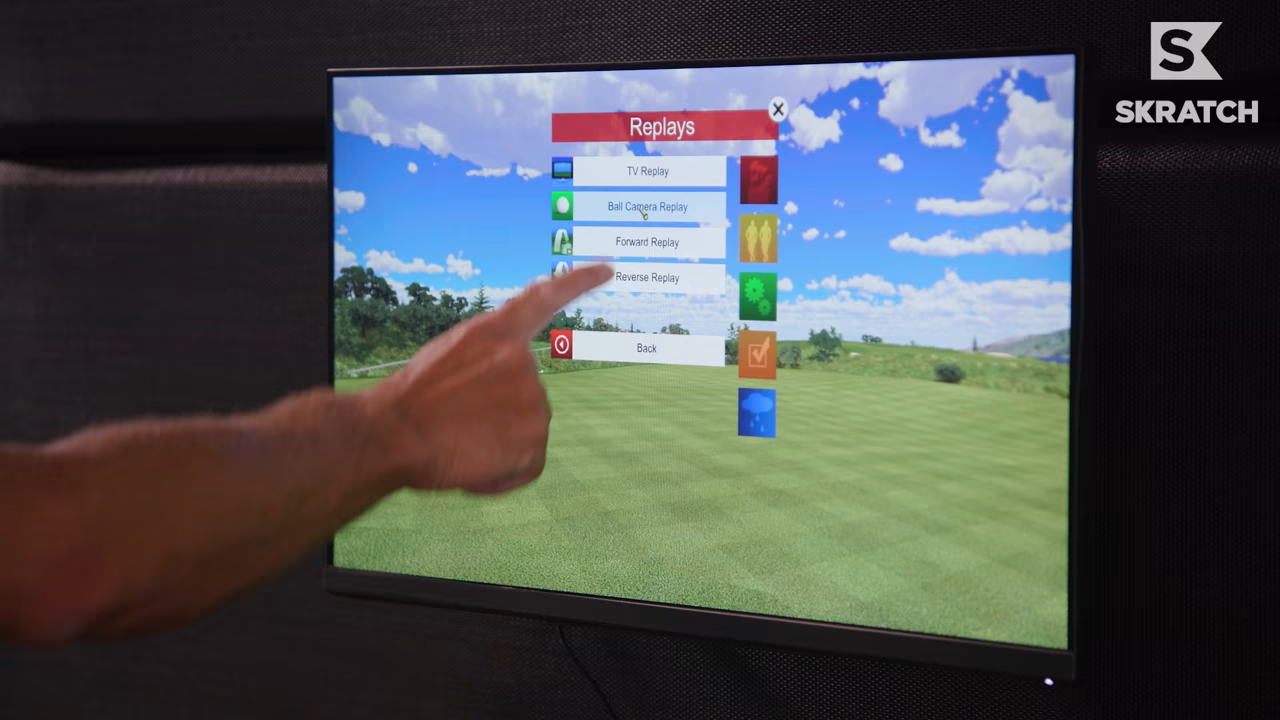 S
SKRATCH
Replays
X
TV Replay
Ball Camera Replay
Forward Replay
Reverse Replay
Back